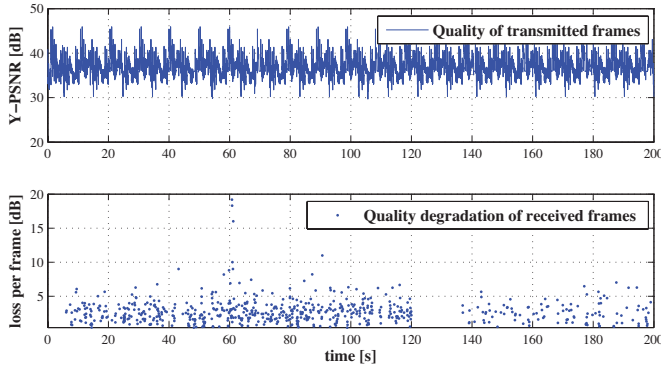 50
40
30
20
Y−PSNR [dB]
Quality of transmitted frames
0 20 40 60 80 100 120 140 160 180 200
20
15
10
5
loss per frame [dB]
Quality degradation of received frames
0 20 40 60 80 100 120 140 160 180 200
time [s]